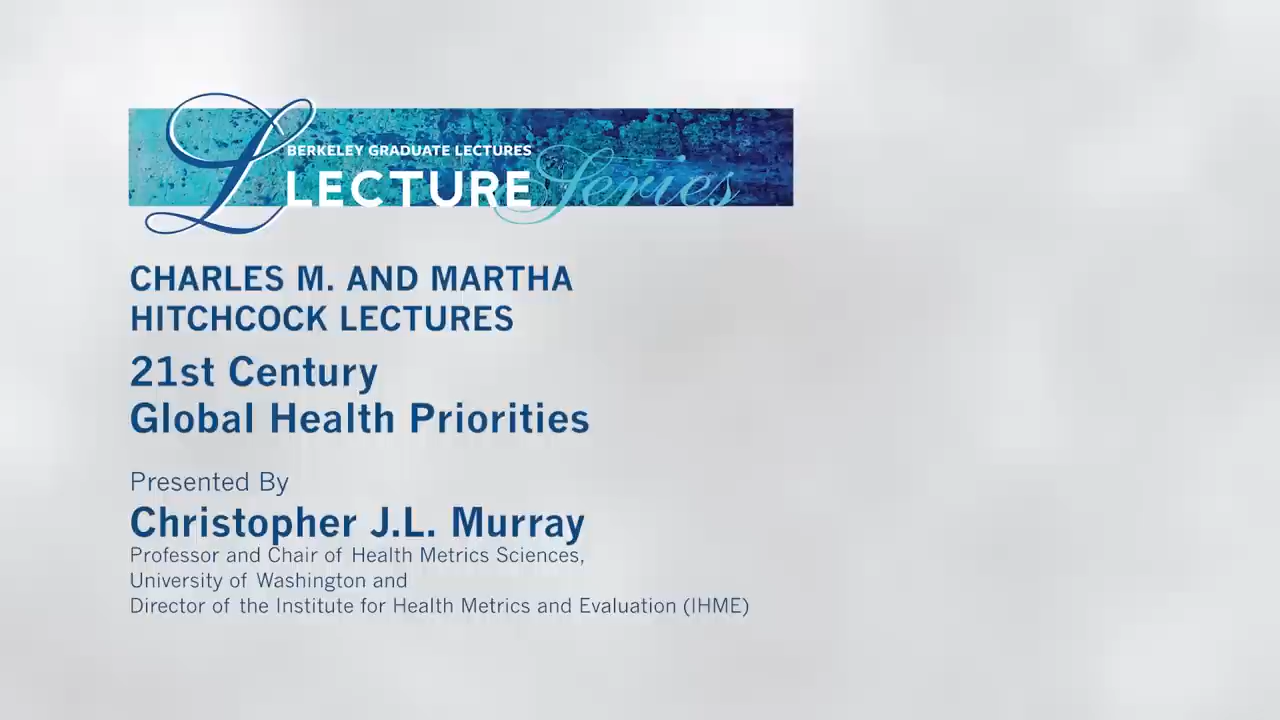 BERKELEY GRADUATE LECTURES
LECTURE Series
CHARLES M. AND MARTHA
HITCHCOCK LECTURES
21st Century
Global Health Priorities
Presented By
Christopher J.L. Murray
Professor and Chair of Health Metrics Sciences,
University of Washington and
Director of the Institute for Health Metrics and Evaluation (IHME)